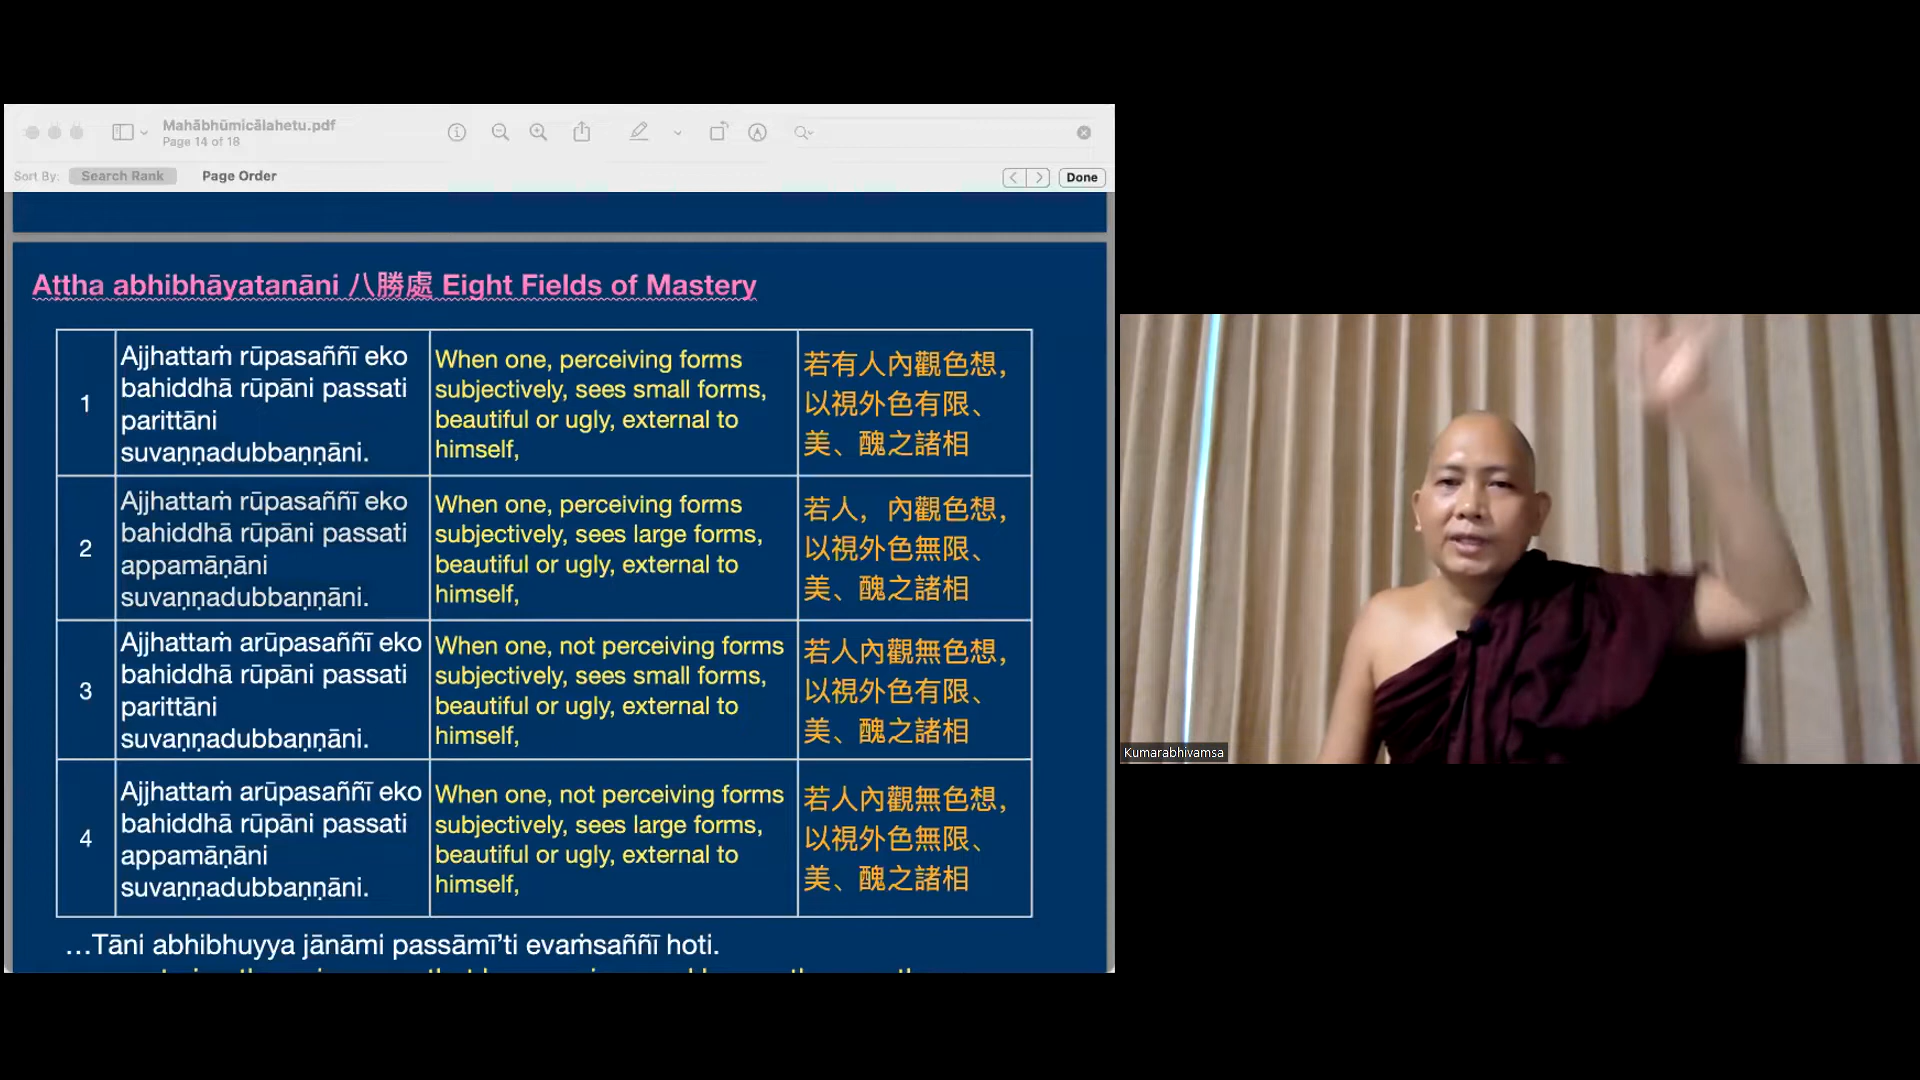 Mahābhūmicālahetu.pdf
Page 14 of 18
Sort By: Search Rank Page Order
Done
Aṭṭha abhibhāyatanāni 八勝處 Eight Fields of Mastery
1
Ajjhattaṁ rūpasaññī eko
bahiddhā rūpāni passati
parittāni
suvaṇṇadubbaṇṇāni.
When one, perceiving forms
subjectively, sees small forms,
beautiful or ugly, external to
himself,
若有人內觀色想，
以視外色有限、
美、醜之諸相
2
Ajjhattaṁ rūpasaññī eko
bahiddhā rūpāni passati
appamāṇāni
suvaṇṇadubbaṇṇāni.
When one, perceiving forms
subjectively, sees large forms,
beautiful or ugly, external to
himself,
若人，內觀色想，
以視外色無限、
美、醜之諸相
3
Ajjhattaṁ arūpasaññī eko
bahiddhā rūpāni passati
parittāni
suvaṇṇadubbaṇṇāni.
When one, not perceiving forms
subjectively, sees small forms,
beautiful or ugly, external to
himself,
若人內觀無色想，
以視外色有限、
美、醜之諸相
4
Ajjhattaṁ arūpasaññī eko
bahiddhā rūpāni passati
appamāṇāni
suvaṇṇadubbaṇṇāni.
When one, not perceiving forms
subjectively, sees large forms,
beautiful or ugly, external to
himself,
若人內觀無色想，
以視外色無限、
美、醜之諸相
…Tāni abhibhuyya jānāmi passāmī’ti evaṁsaññī hoti.
Kumarabhivamsa